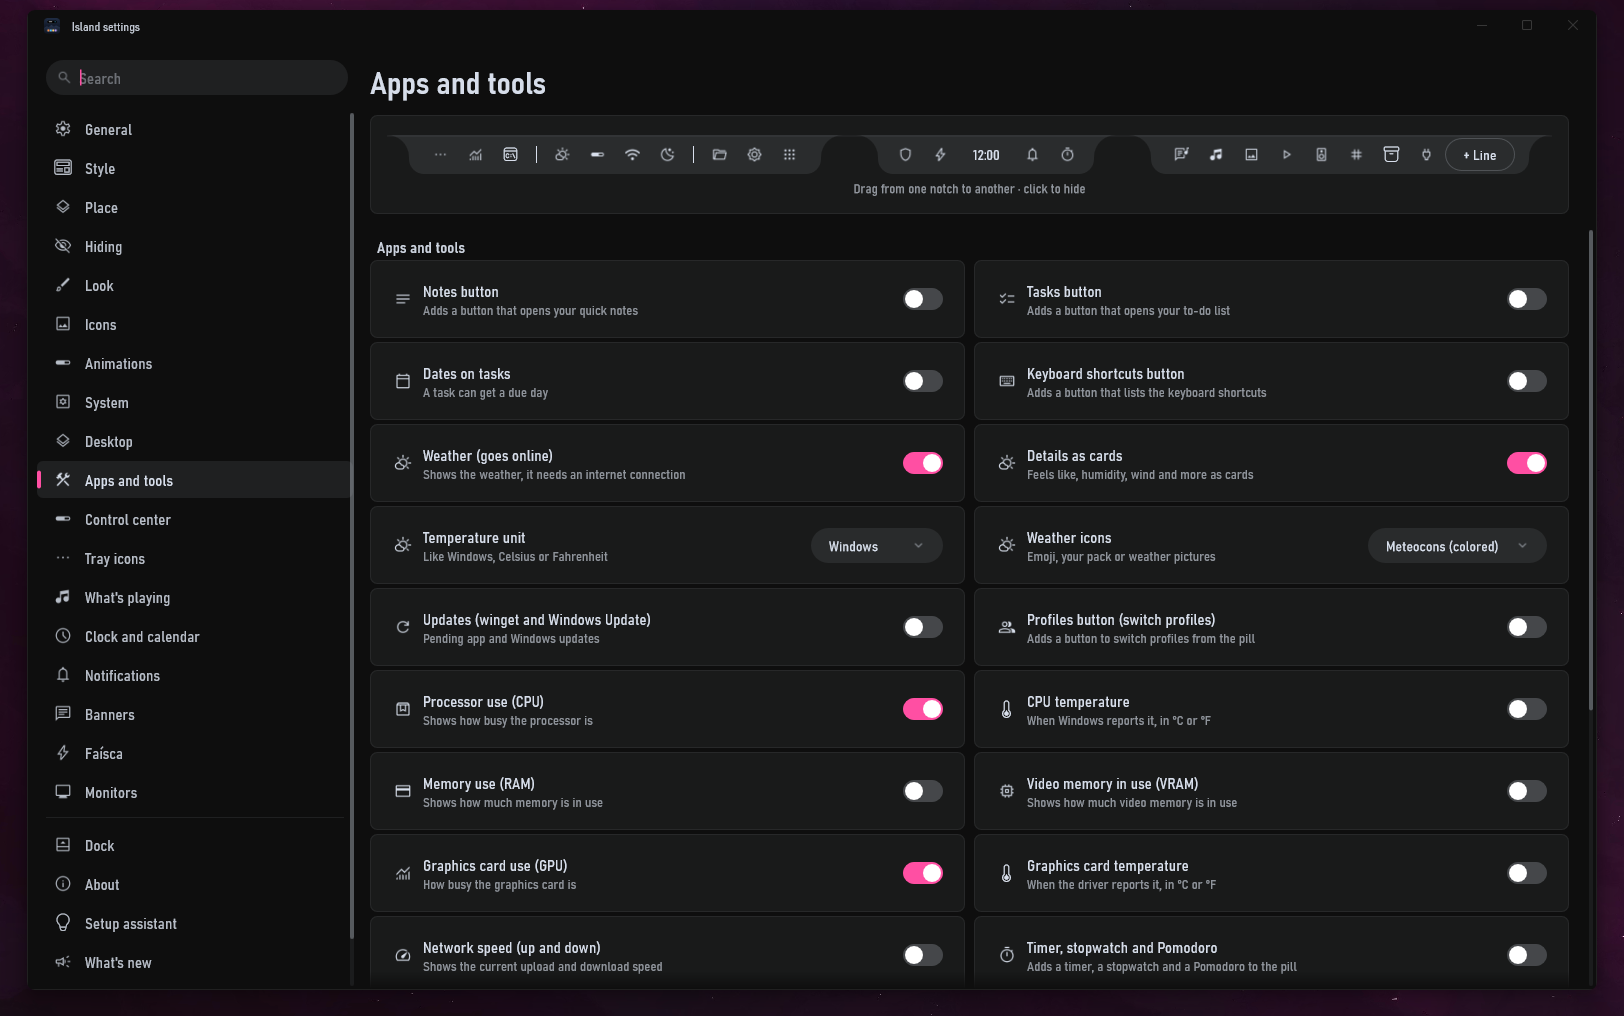 Island settings
Search
General
Style
Place
Hiding
Look
Icons
Animations
System
Desktop
Apps and tools
Control center
Tray icons
What's playing
Clock and calendar
Notifications
Banners
Faísca
Monitors
Dock
About
Setup assistant
What's new
Apps and tools
12:00
+ Line
Drag from one notch to another · click to hide
Apps and tools
Notes button
Adds a button that opens your quick notes
Tasks button
Adds a button that opens your to-do list
Dates on tasks
A task can get a due day
Keyboard shortcuts button
Adds a button that lists the keyboard shortcuts
Weather (goes online)
Shows the weather, it needs an internet connection
Details as cards
Feels like, humidity, wind and more as cards
Temperature unit
Like Windows, Celsius or Fahrenheit
Windows
Weather icons
Emoji, your pack or weather pictures
Meteocons (colored)
Updates (winget and Windows Update)
Pending app and Windows updates
Profiles button (switch profiles)
Adds a button to switch profiles from the pill
Processor use (CPU)
Shows how busy the processor is
CPU temperature
When Windows reports it, in °C or °F
Memory use (RAM)
Shows how much memory is in use
Video memory in use (VRAM)
Shows how much video memory is in use
Graphics card use (GPU)
How busy the graphics card is
Graphics card temperature
When the driver reports it, in °C or °F
Network speed (up and down)
Shows the current upload and download speed
Timer, stopwatch and Pomodoro
Adds a timer, a stopwatch and a Pomodoro to the pill